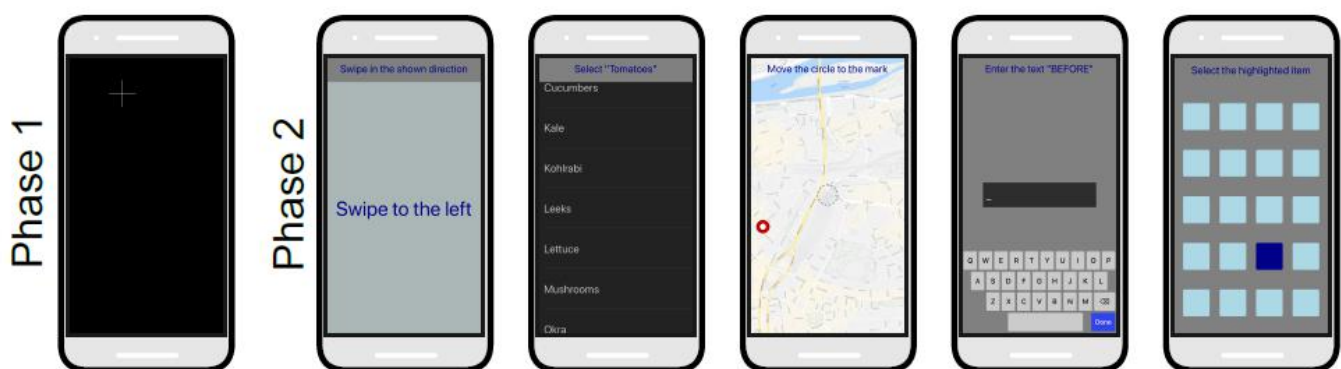 Phase 1
Phase 2
Swipe in the shown direction
Swipe to the left
Select "Tomatoes"
Cucumbers
Kale
Kohlrabi
Leeks
Lettuce
Mushrooms
Okra
Move the circle to the mark
Enter the text "BEFORE"
_
Q W E R T Y U I O P
A S D F G H J K L
Z X C V B N M ⌫
Done
Select the highlighted item